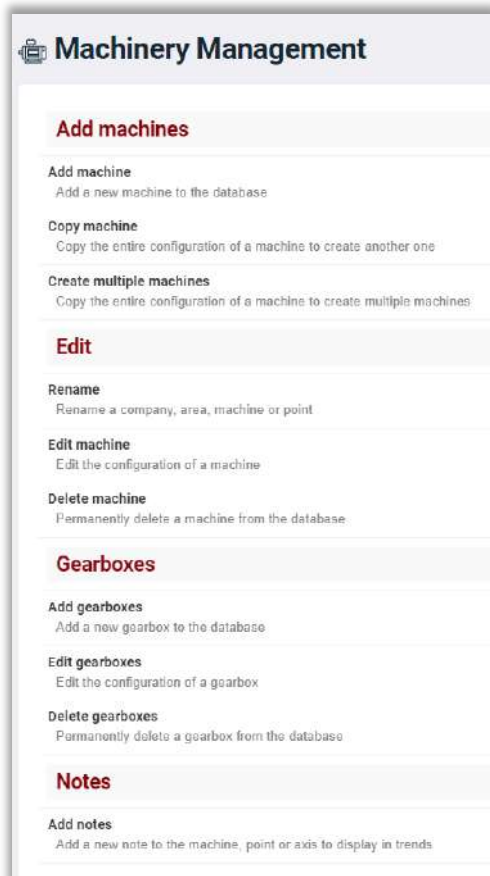 Machinery Management
Add machines
Add machine
Add a new machine to the database
Copy machine
Copy the entire configuration of a machine to create another one
Create multiple machines
Copy the entire configuration of a machine to create multiple machines
Edit
Rename
Rename a company, area, machine or point
Edit machine
Edit the configuration of a machine
Delete machine
Permanently delete a machine from the database
Gearboxes
Add gearboxes
Add a new gearbox to the database
Edit gearboxes
Edit the configuration of a gearbox
Delete gearboxes
Permanently delete a gearbox from the database
Notes
Add notes
Add a new note to the machine, point or axis to display in trends